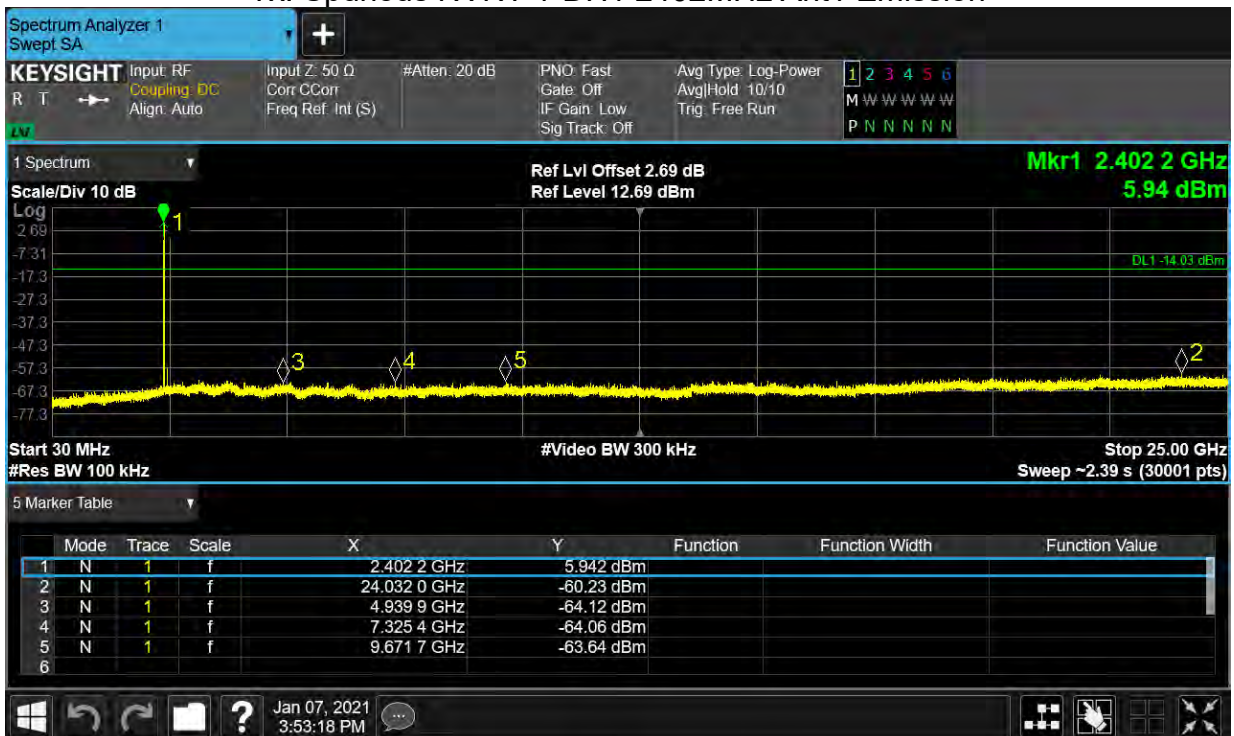 Spectrum Analyzer 1
Swept SA
+
KEYSIGHT Input: RF Input Z: 50 Ω #Atten: 20 dB PNO: Fast Avg Type: Log-Power 1 2 3 4 5 6
R T Coupling: DC Corr CCorr Gate: Off Avg|Hold: 10/10 M W W W W W
Align: Auto Freq Ref: Int (S) IF Gain: Low Trig: Free Run P N N N N N
Sig Track: Off
1 Spectrum
Scale/Div 10 dB
Ref Lvl Offset 2.69 dB
Ref Level 12.69 dBm
Mkr1 2.402 2 GHz
5.94 dBm
Log
2.69
-7.31
-17.3
-27.3
-37.3
-47.3
-57.3
-67.3
-77.3
1
DL1 -14.03 dBm
3 4 5 2
Start 30 MHz #Video BW 300 kHz Stop 25.00 GHz
#Res BW 100 kHz Sweep ~2.39 s (30001 pts)
5 Marker Table
Mode Trace Scale X Y Function Function Width Function Value
1 N 1 f 2.402 2 GHz 5.942 dBm
2 N 1 f 24.032 0 GHz -60.23 dBm
3 N 1 f 4.939 9 GHz -64.12 dBm
4 N 1 f 7.325 4 GHz -64.06 dBm
5 N 1 f 9.671 7 GHz -63.64 dBm
6
? Jan 07, 2021
3:53:18 PM